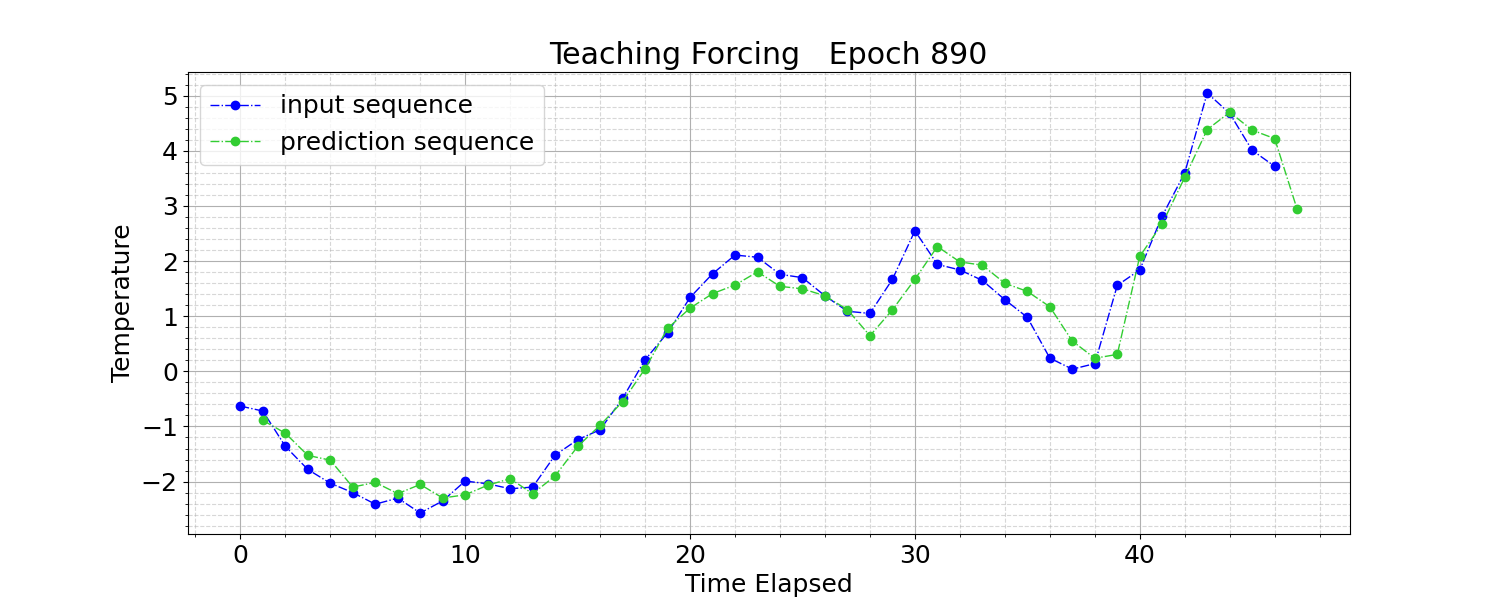 Teaching Forcing   Epoch 890
input sequence
prediction sequence
5
4
3
2
1
0
−1
−2
Temperature
0 10 20 30 40
Time Elapsed